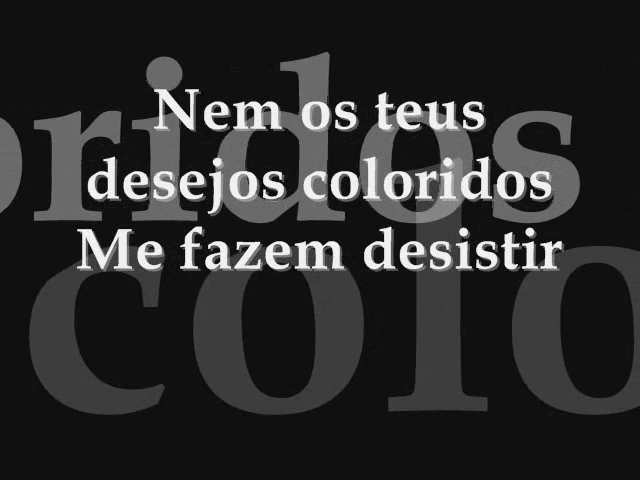 Nem os teus
desejos coloridos
Me fazem desistir
oridos
colo